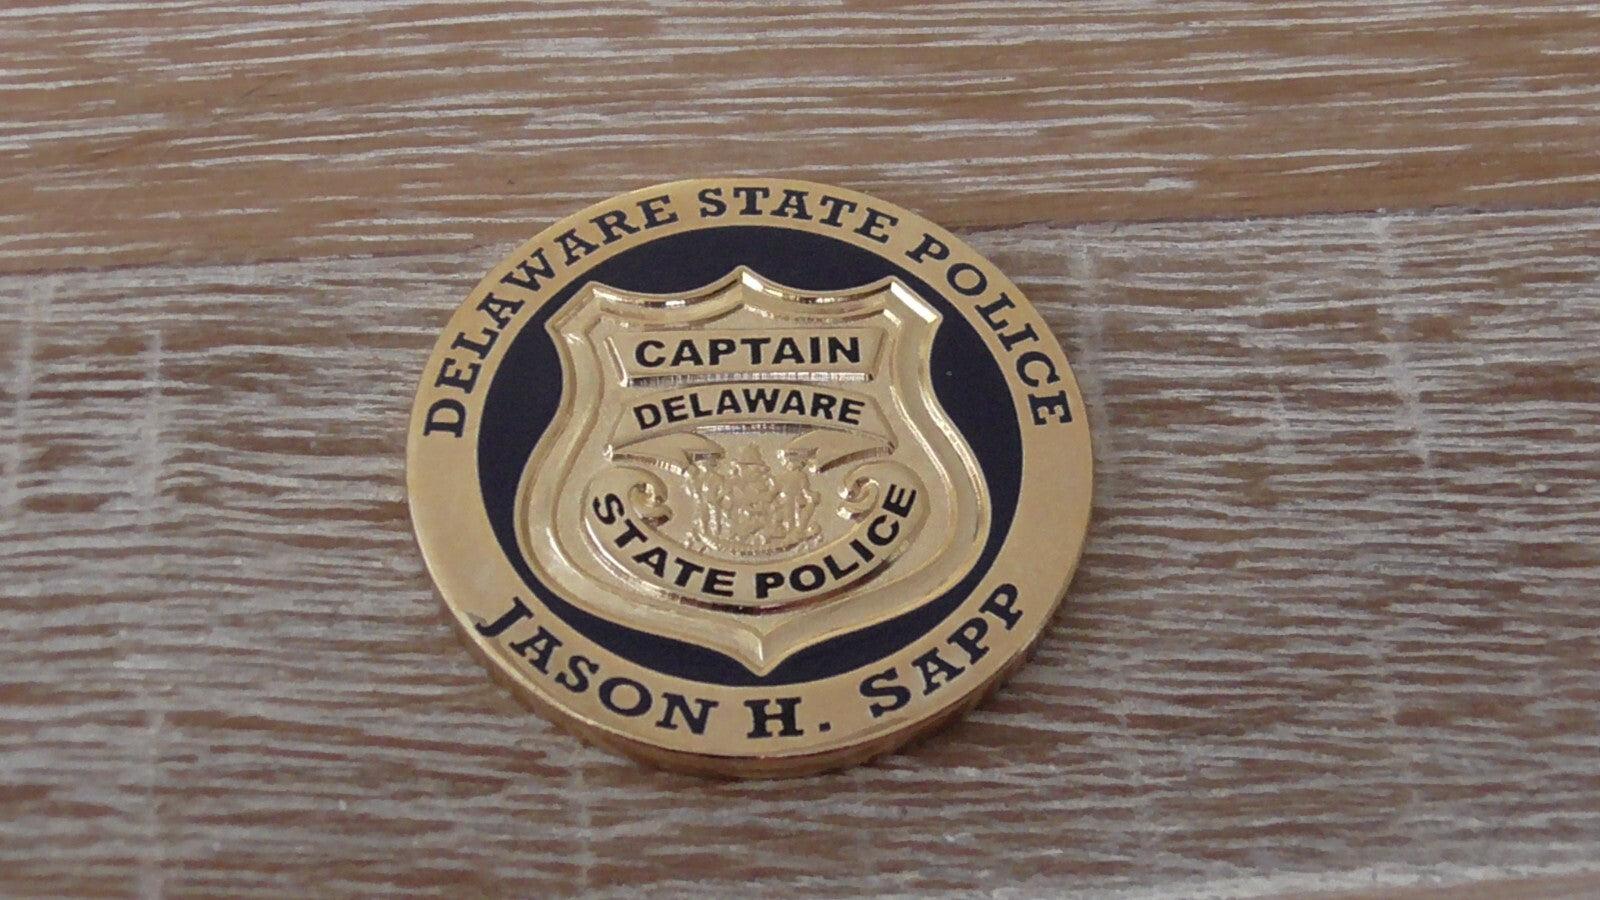 DELAWARE STATE POLICE
CAPTAIN
DELAWARE
STATE POLICE
JASON H. SAPP